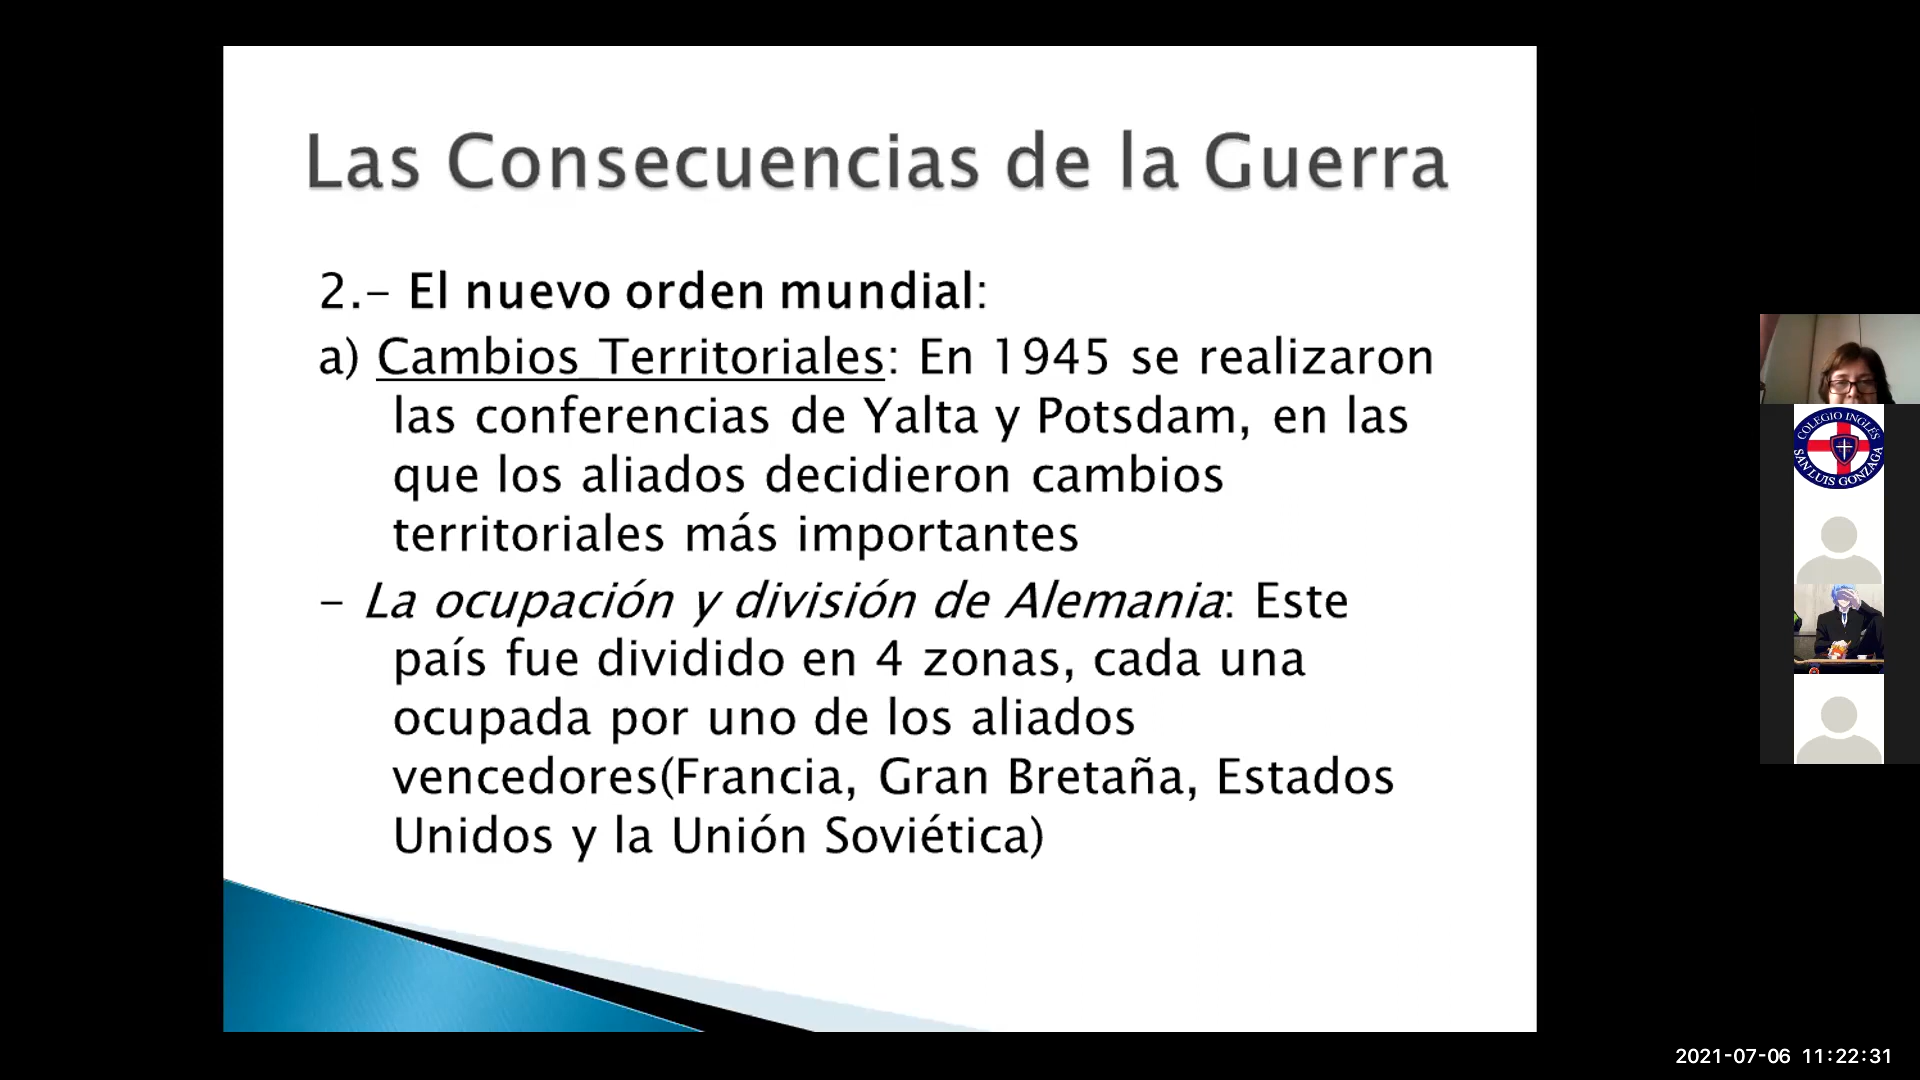 Las Consecuencias de la Guerra
2.- El nuevo orden mundial:
a) Cambios Territoriales: En 1945 se realizaron
las conferencias de Yalta y Potsdam, en las
que los aliados decidieron cambios
territoriales más importantes
- La ocupación y división de Alemania: Este
país fue dividido en 4 zonas, cada una
ocupada por uno de los aliados
vencedores(Francia, Gran Bretaña, Estados
Unidos y la Unión Soviética)
COLEGIO INGLÉS
SAN LUIS GONZAGA
2021-07-06 11:22:31